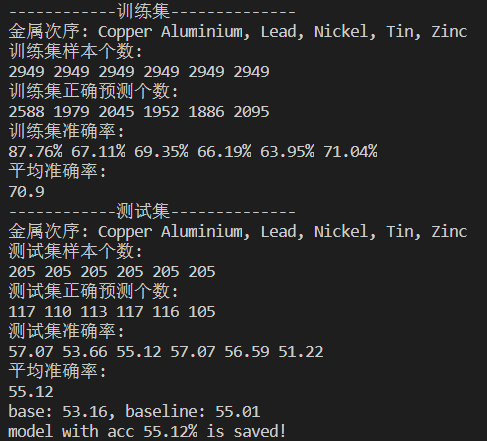 ------------训练集--------------
金属次序: Copper Aluminium, Lead, Nickel, Tin, Zinc
训练集样本个数:
2949 2949 2949 2949 2949 2949
训练集正确预测个数:
2588 1979 2045 1952 1886 2095
训练集准确率:
87.76% 67.11% 69.35% 66.19% 63.95% 71.04%
平均准确率:
70.9
------------测试集--------------
金属次序: Copper Aluminium, Lead, Nickel, Tin, Zinc
测试集样本个数:
205 205 205 205 205 205
测试集正确预测个数:
117 110 113 117 116 105
测试集准确率:
57.07 53.66 55.12 57.07 56.59 51.22
平均准确率:
55.12
base: 53.16, baseline: 55.01
model with acc 55.12% is saved!